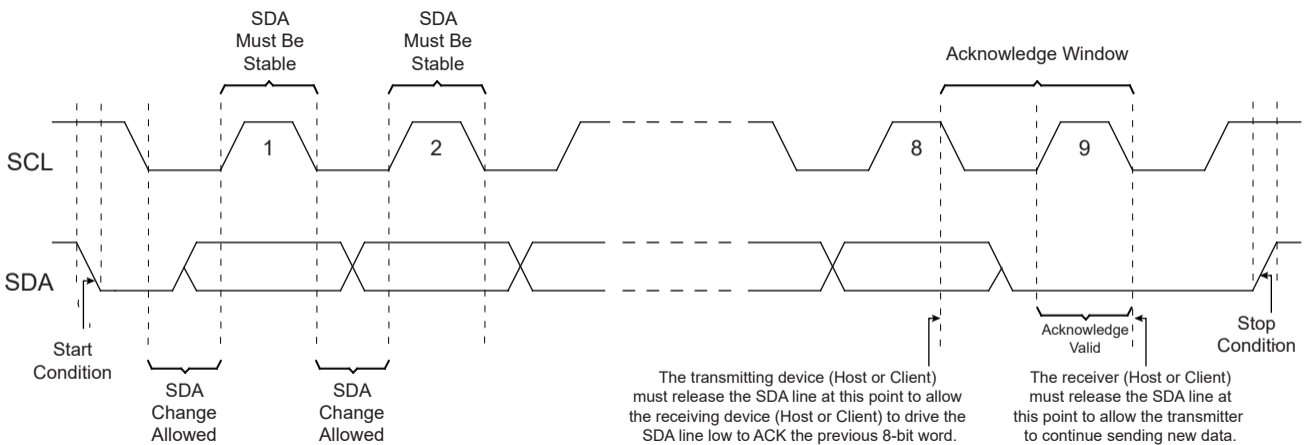 SDA
Must Be
Stable
SDA
Must Be
Stable
Acknowledge Window
SCL
1
2
8
9
SDA
Start
Condition
SDA
Change
Allowed
SDA
Change
Allowed
Acknowledge
Valid
Stop
Condition
The transmitting device (Host or Client)
must release the SDA line at this point to allow
the receiving device (Host or Client) to drive the
SDA line low to ACK the previous 8-bit word.
The receiver (Host or Client)
must release the SDA line at
this point to allow the transmitter
to continue sending new data.